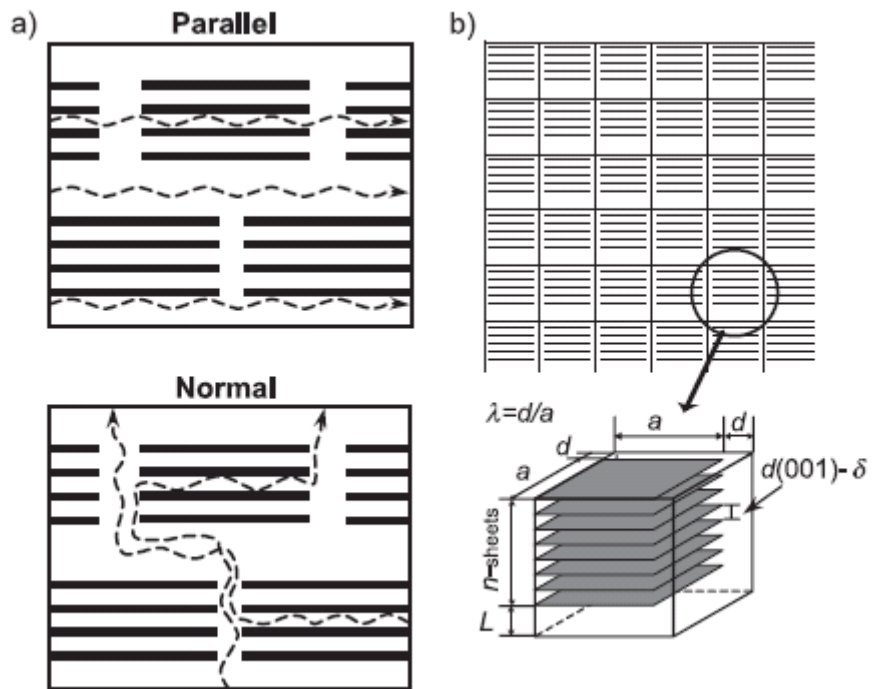 a)
Parallel
Normal
b)
λ=d/a
a
d
d
a
d(001)- δ
n-sheets
L